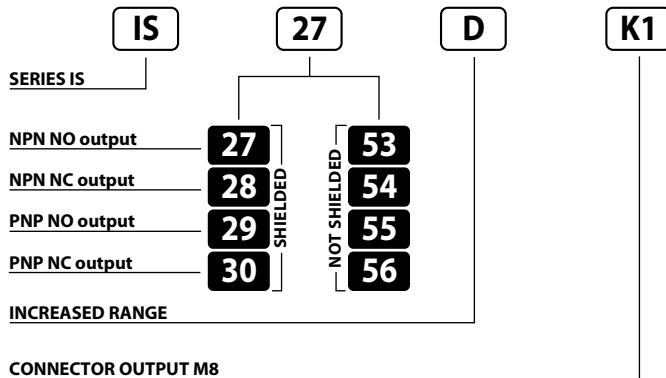 IS 27 D K1
SERIES IS
NPN NO output 27 53
NPN NC output 28 54
PNP NO output 29 55
PNP NC output 30 56
SHIELDED
NOT SHIELDED
INCREASED RANGE
CONNECTOR OUTPUT M8